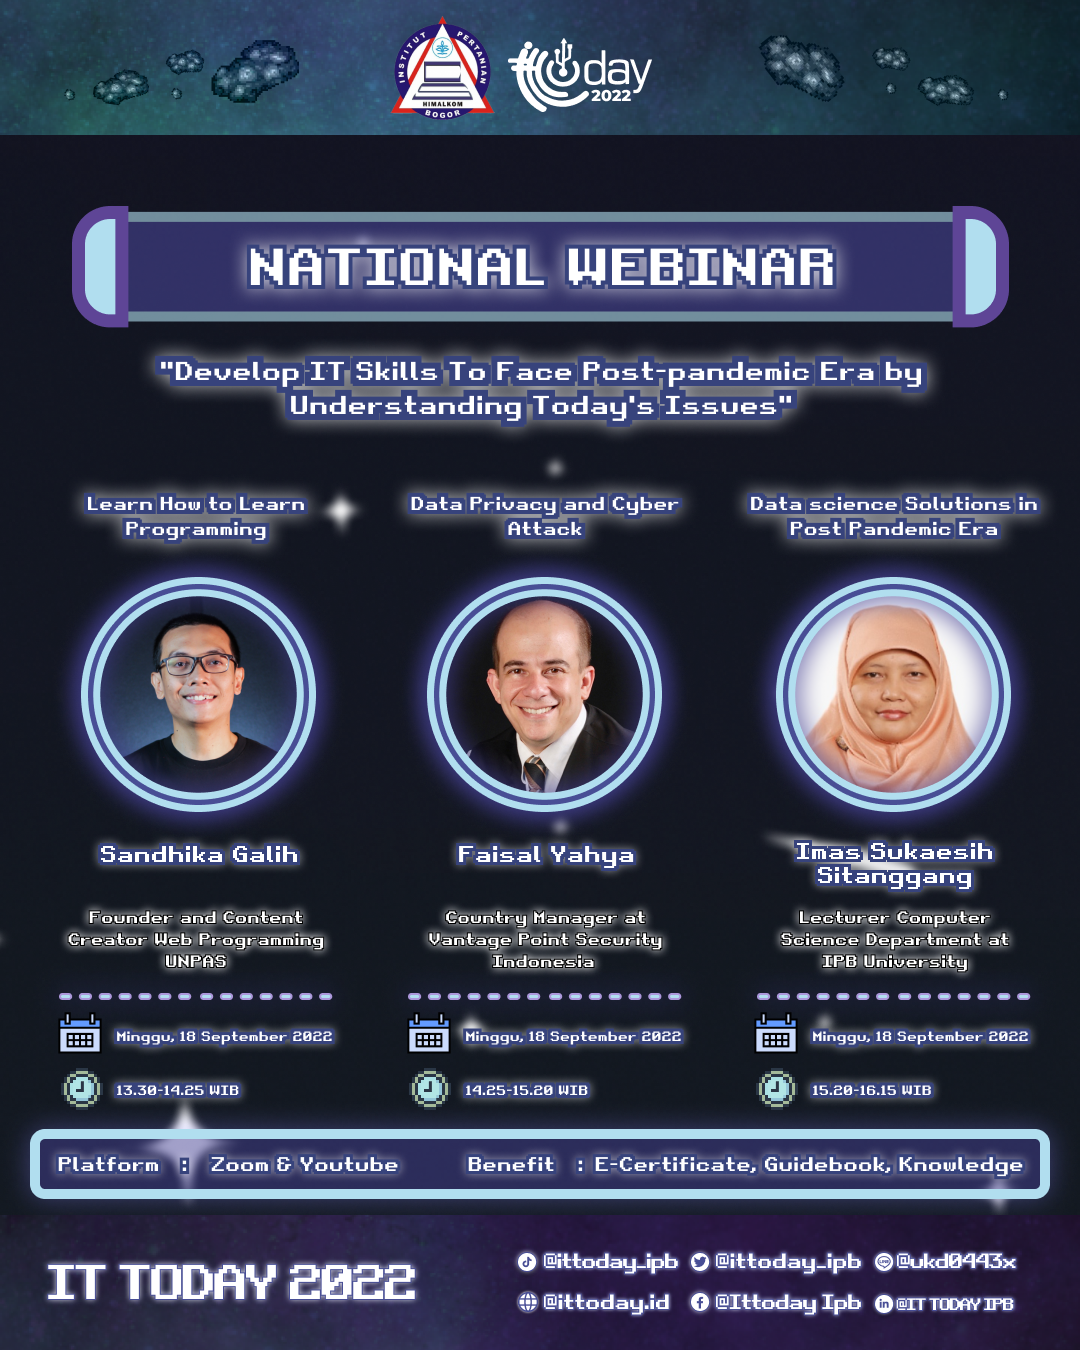 INSTITUT PERTANIAN
HIMALKOM
BOGOR
itoday
2022
NATIONAL WEBINAR
"Develop IT Skills To Face Post-pandemic Era by
Understanding Today's Issues"
Learn How to Learn
Programming
Data Privacy and Cyber
Attack
Data science Solutions in
Post Pandemic Era
Sandhika Galih
Faisal Yahya
Imas Sukaesih
Sitanggang
Founder and Content
Creator Web Programming
UNPAS
Country Manager at
Vantage Point Security
Indonesia
Lecturer Computer
Science Department at
IPB University
Minggu, 18 September 2022
13.30-14.25 WIB
Minggu, 18 September 2022
14.25-15.20 WIB
Minggu, 18 September 2022
15.20-16.15 WIB
Platform : Zoom & Youtube
Benefit : E-Certificate, Guidebook, Knowledge
IT TODAY 2022
@ittoday_ipb @ittoday_ipb @ukd0443x
@ittoday.id @Ittoday Ipb @IT TODAY IPB